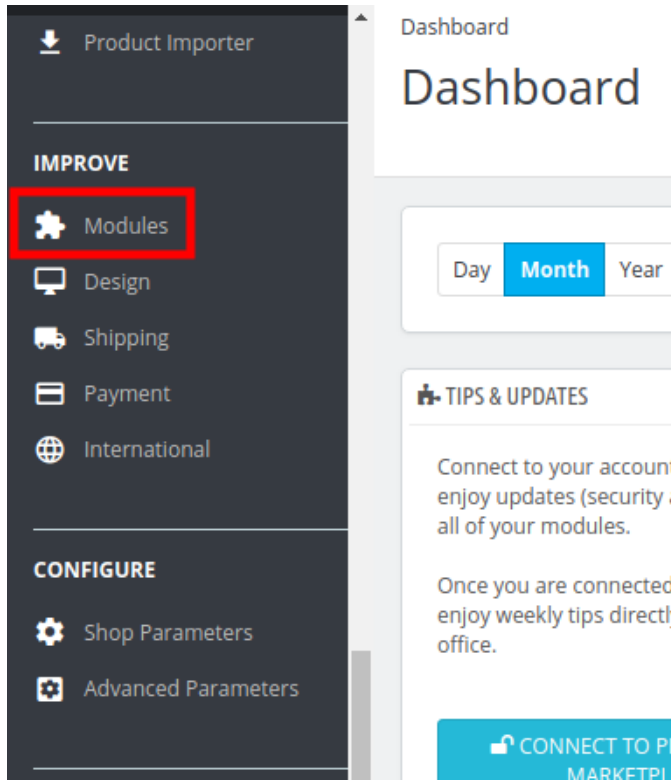 Product Importer
IMPROVE
Modules
Design
Shipping
Payment
International
CONFIGURE
Shop Parameters
Advanced Parameters
Dashboard
Dashboard
Day Month Year
TIPS & UPDATES
Connect to your account
enjoy updates (security
all of your modules.
Once you are connected
enjoy weekly tips directl
office.
CONNECT TO P
MARKETPL